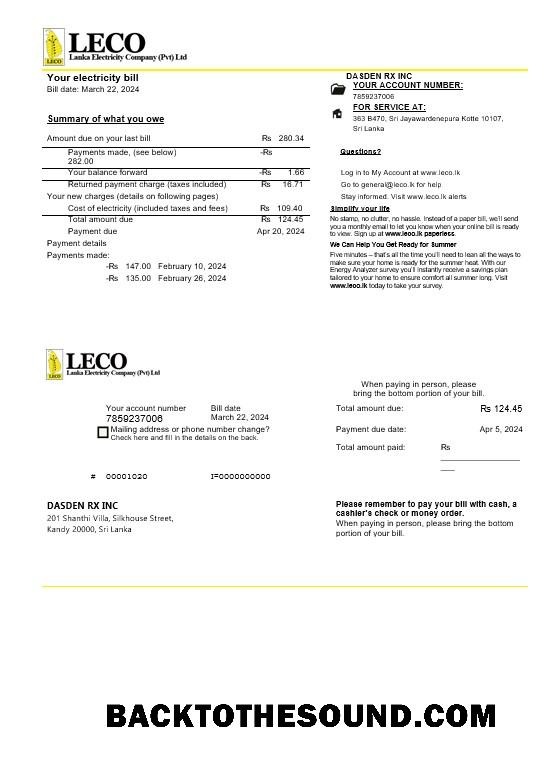 LECO
Lanka Electricity Company (Pvt) Ltd
Your electricity bill
Bill date: March 22, 2024
Summary of what you owe
Amount due on your last bill Rs 280.34
Payments made, (see below) -Rs
282.00
Your balance forward -Rs 1.66
Returned payment charge (taxes included) Rs 16.71
Your new charges (details on following pages)
Cost of electricity (included taxes and fees) Rs 109.40
Total amount due Rs 124.45
Payment due Apr 20, 2024
Payment details
Payments made:
-Rs 147.00 February 10, 2024
-Rs 135.00 February 26, 2024
DASDEN RX INC
YOUR ACCOUNT NUMBER:
7859237006
FOR SERVICE AT:
363 B470, Sri Jayawardenepura Kotte 10107,
Sri Lanka
Questions?
Log in to My Account at www.leco.lk
Go to general@leco.lk for help
Stay informed. Visit www.leco.lk alerts
Simplify your life
No stamp, no clutter, no hassle. Instead of a paper bill, we'll send
you a monthly email to let you know when your online bill is ready
to view. Sign up at www.leco.lk paperless.
We Can Help You Get Ready for Summer
Five minutes – that's all the time you'll need to lean all the ways to
make sure your home is ready for the summer heat. With our
Energy Analyzer survey you'll instantly receive a savings plan
tailored to your home to ensure comfort all summer long. Visit
www.leco.lk today to take your survey.
LECO
Lanka Electricity Company (Pvt) Ltd
Your account number Bill date
7859237006 March 22, 2024
Mailing address or phone number change?
Check here and fill in the details on the back.
# 00001020 I=0000000000
DASDEN RX INC
201 Shanthi Villa, Silkhouse Street,
Kandy 20000, Sri Lanka
When paying in person, please
bring the bottom portion of your bill.
Total amount due: Rs 124.45
Payment due date: Apr 5, 2024
Total amount paid: Rs
Please remember to pay your bill with cash, a
cashier's check or money order.
When paying in person, please bring the bottom
portion of your bill.
BACKTOTHESOUND.COM